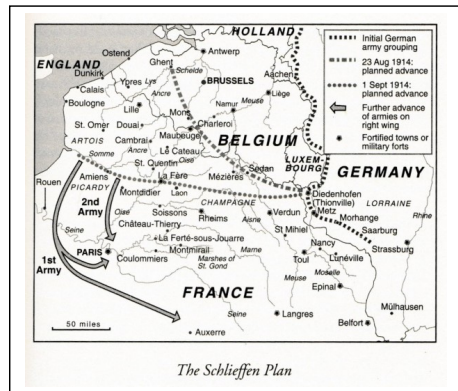 HOLLAND
ENGLAND
Ostend
Antwerp
Ghent
Dunkirk
Schelde
Calais
Ypres
Lys
BRUSSELS
Aachen
Boulogne
Ancre
Lille
Liège
St. Omer
Douai
Mons
Namur
Meuse
Charleroi
ARTOIS
Cambrai
Maubeuge
BELGIUM
Ancre
Le Cateau
Somme
St. Quentin
Oise
Sedan
LUXEM-
BOURG
GERMANY
Rouen
Amiens
La Fère
Mézières
PICARDY
Montdidier
Laon
Diedenhofen
(Thionville)
LORRAINE
2nd
Army
Oise
Soissons
CHAMPAGNE
Rheims
Aisne
Verdun
Metz
Morhange
Rhine
Seine
Château-Thierry
St Mihiel
Saarburg
PARIS
La Ferté-sous-Jouarre
Marne
Nancy
Strassburg
1st
Army
Montmirail
Coulommiers
Marshes of
St. Gond
Toul
Lunéville
Meuse
Moselle
FRANCE
Epinal
Seine
Langres
Mülhausen
Belfort
Auxerre
50 miles
Initial German
army grouping
23 Aug 1914:
planned advance
1 Sept 1914:
planned advance
Further advance
of armies on
right wing
Fortified towns or
military forts
The Schlieffen Plan